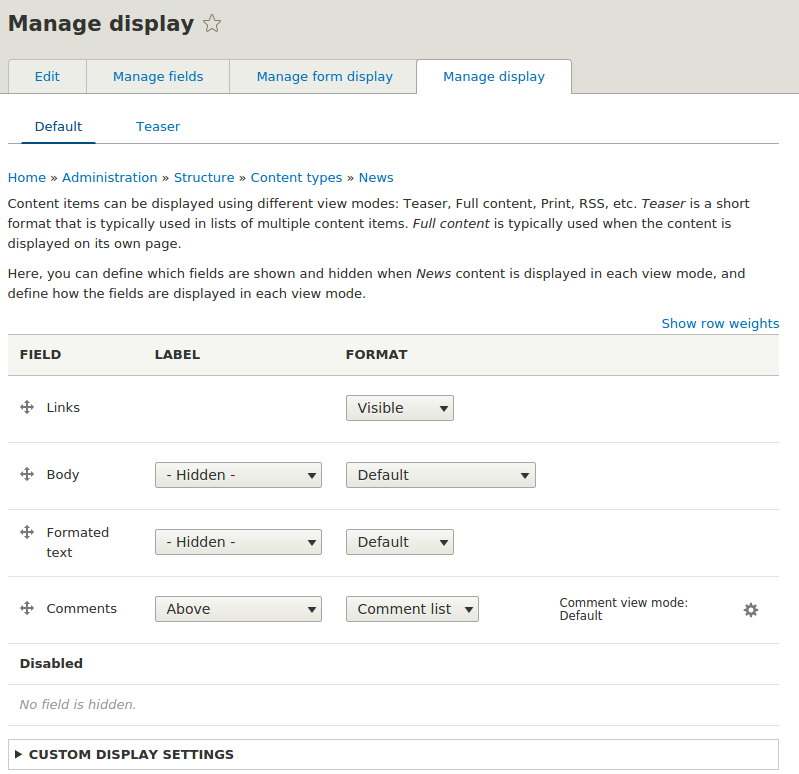 Manage display
Edit Manage fields Manage form display Manage display
Default Teaser
Home » Administration » Structure » Content types » News
Content items can be displayed using different view modes: Teaser, Full content, Print, RSS, etc. Teaser is a short
format that is typically used in lists of multiple content items. Full content is typically used when the content is
displayed on its own page.
Here, you can define which fields are shown and hidden when News content is displayed in each view mode, and
define how the fields are displayed in each view mode.
Show row weights
FIELD LABEL FORMAT
Links Visible
Body - Hidden - Default
Formated
text - Hidden - Default
Comments Above Comment list Comment view mode:
Default
Disabled
No field is hidden.
CUSTOM DISPLAY SETTINGS